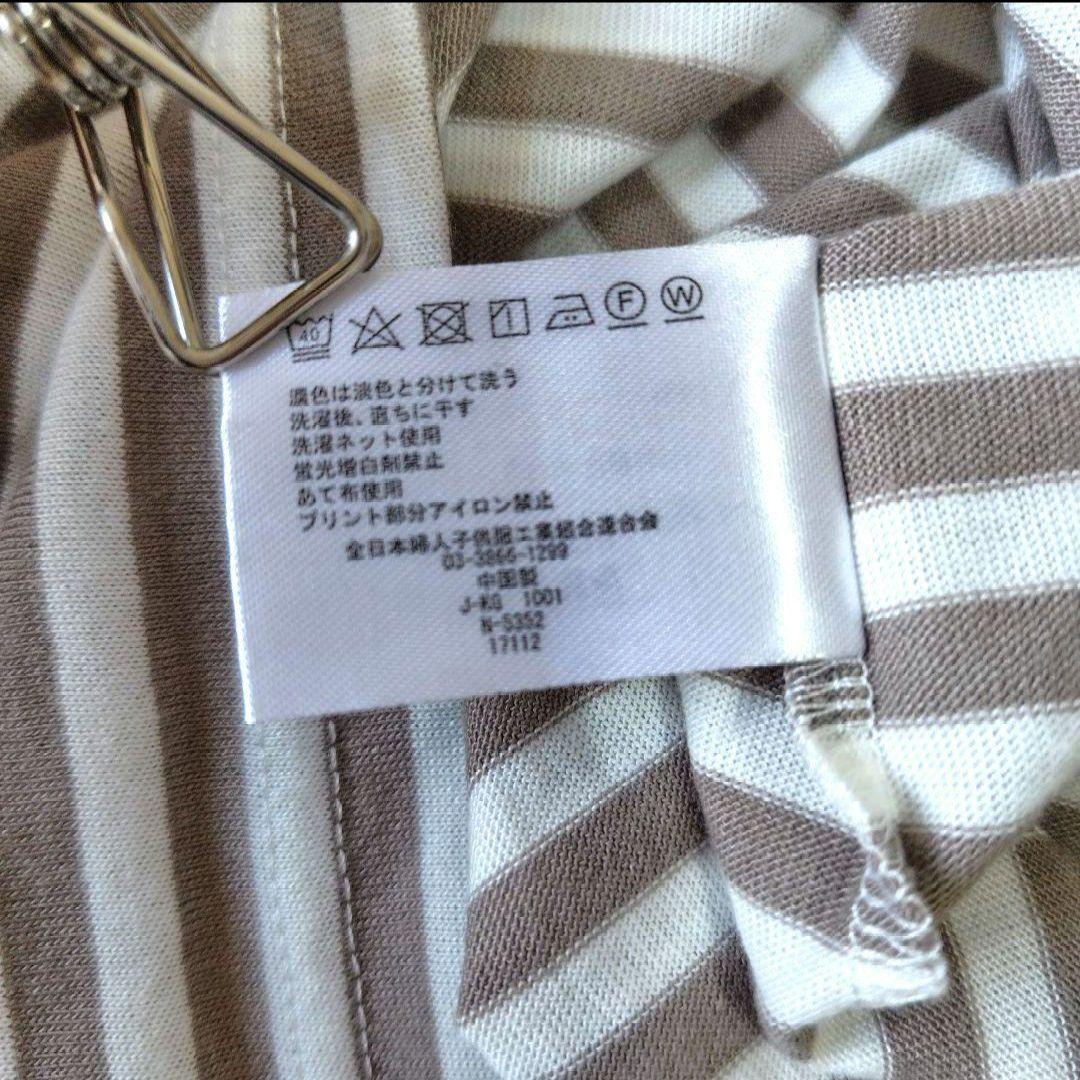 40 F W
濃色は淡色と分けて洗う
洗濯後、直ちに干す
洗濯ネット使用
蛍光増白剤禁止
あて布使用
プリント部分アイロン禁止
全日本婦人子供服工業組合連合会
03-3866-1299
中国製
J-KG 1001
N-5352
17112